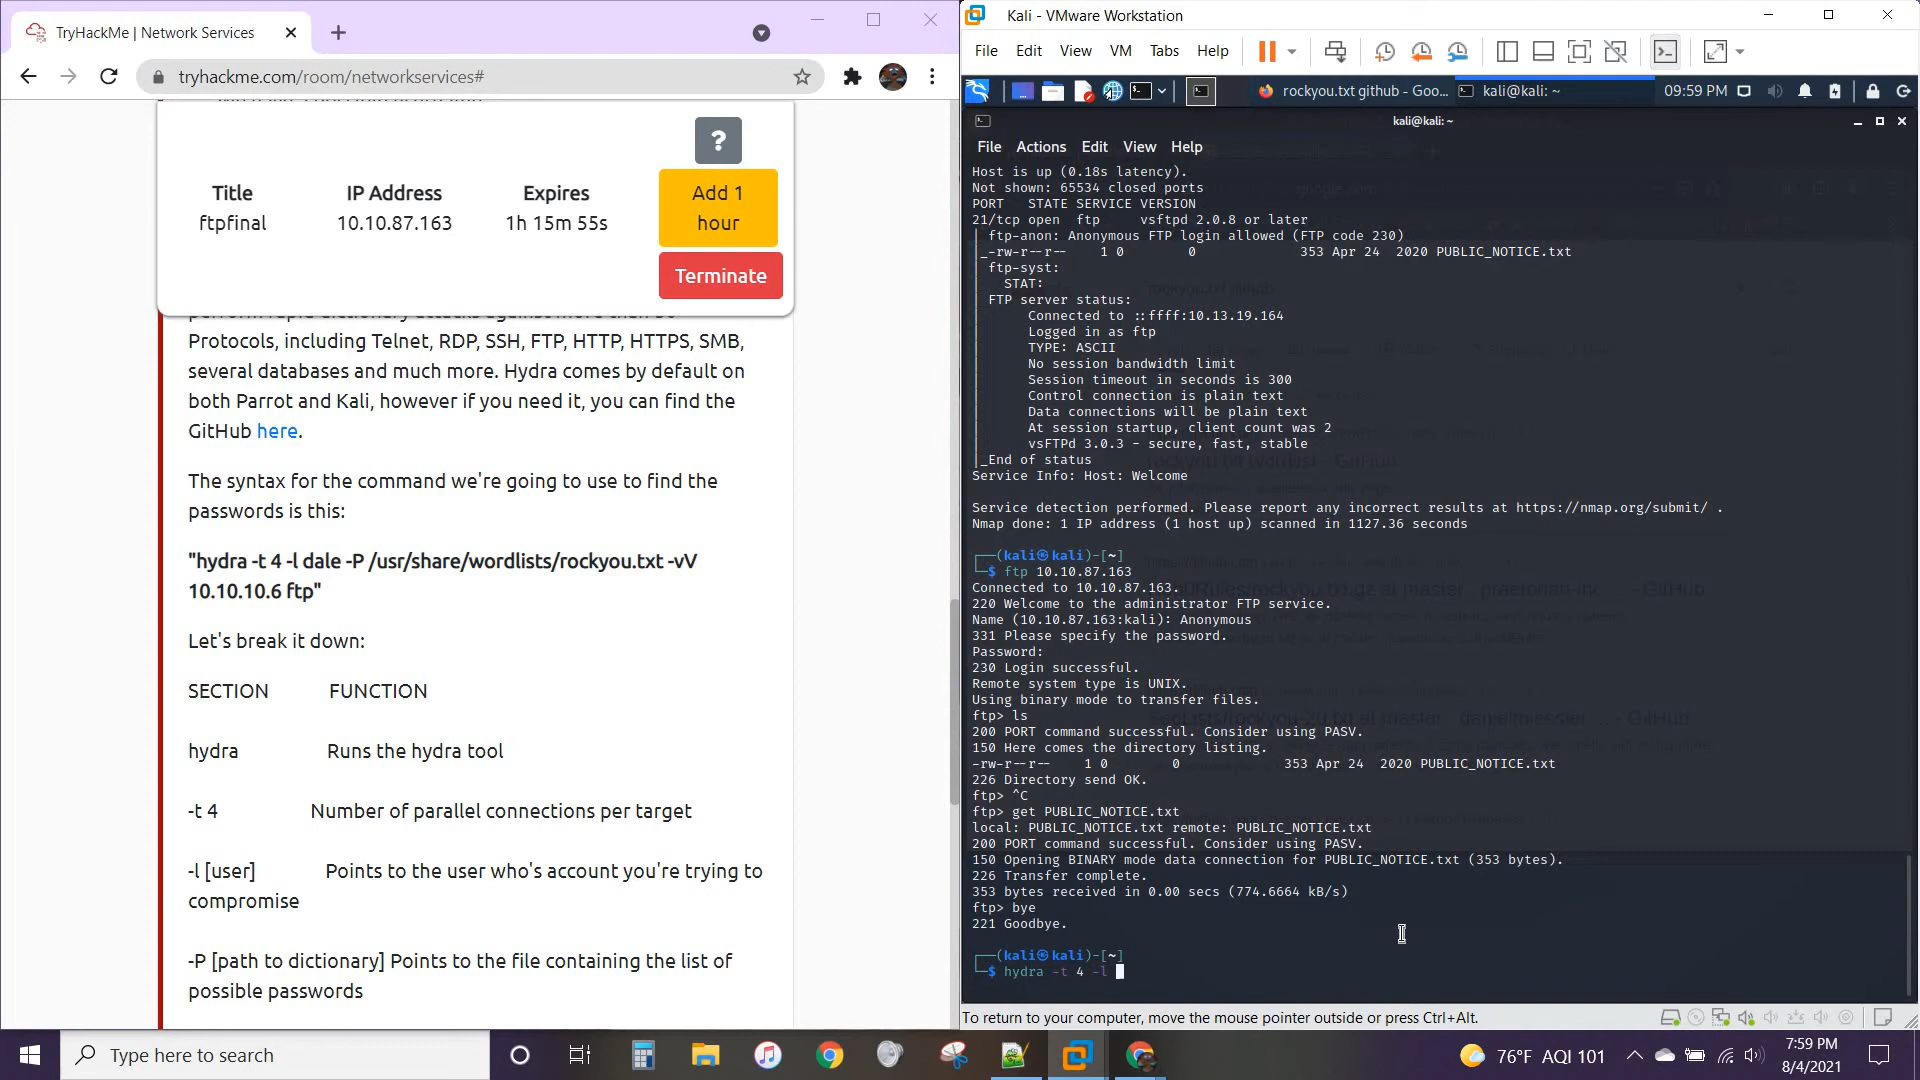 TryHackMe | Network Services
tryhackme.com/room/networkservices#
?
Title
IP Address
Expires
Add 1
hour
ftpfinal
10.10.87.163
1h 15m 55s
Terminate
Protocols, including Telnet, RDP, SSH, FTP, HTTP, HTTPS, SMB,
several databases and much more. Hydra comes by default on
both Parrot and Kali, however if you need it, you can find the
GitHub here.
The syntax for the command we're going to use to find the
passwords is this:
"hydra -t 4 -l dale -P /usr/share/wordlists/rockyou.txt -vV
10.10.10.6 ftp"
Let's break it down:
SECTION FUNCTION
hydra Runs the hydra tool
-t 4 Number of parallel connections per target
-l [user] Points to the user who's account you're trying to
compromise
-P [path to dictionary] Points to the file containing the list of
possible passwords
Kali - VMware Workstation
File Edit View VM Tabs Help
rockyou.txt github - Goo...
kali@kali: ~
09:59 PM
kali@kali: ~
File Actions Edit View Help
Host is up (0.18s latency).
Not shown: 65534 closed ports
PORT STATE SERVICE VERSION
21/tcp open ftp vsftpd 2.0.8 or later
| ftp-anon: Anonymous FTP login allowed (FTP code 230)
|_-rw-r--r-- 1 0 0 353 Apr 24 2020 PUBLIC_NOTICE.txt
| ftp-syst:
| STAT:
| FTP server status:
| Connected to ::ffff:10.13.19.164
| Logged in as ftp
| TYPE: ASCII
| No session bandwidth limit
| Session timeout in seconds is 300
| Control connection is plain text
| Data connections will be plain text
| At session startup, client count was 2
| vsFTPd 3.0.3 - secure, fast, stable
|_End of status
Service Info: Host: Welcome
Service detection performed. Please report any incorrect results at https://nmap.org/submit/ .
Nmap done: 1 IP address (1 host up) scanned in 1127.36 seconds
┌──(kali㉿kali)-[~]
└─$ ftp 10.10.87.163
Connected to 10.10.87.163.
220 Welcome to the administrator FTP service.
Name (10.10.87.163:kali): Anonymous
331 Please specify the password.
Password:
230 Login successful.
Remote system type is UNIX.
Using binary mode to transfer files.
ftp> ls
200 PORT command successful. Consider using PASV.
150 Here comes the directory listing.
-rw-r--r-- 1 0 0 353 Apr 24 2020 PUBLIC_NOTICE.txt
226 Directory send OK.
ftp> ^C
ftp> get PUBLIC_NOTICE.txt
local: PUBLIC_NOTICE.txt remote: PUBLIC_NOTICE.txt
200 PORT command successful. Consider using PASV.
150 Opening BINARY mode data connection for PUBLIC_NOTICE.txt (353 bytes).
226 Transfer complete.
353 bytes received in 0.00 secs (774.6664 kB/s)
ftp> bye
221 Goodbye.
┌──(kali㉿kali)-[~]
└─$ hydra -t 4 -l
To return to your computer, move the mouse pointer outside or press Ctrl+Alt.
Type here to search
76°F AQI 101
7:59 PM
8/4/2021